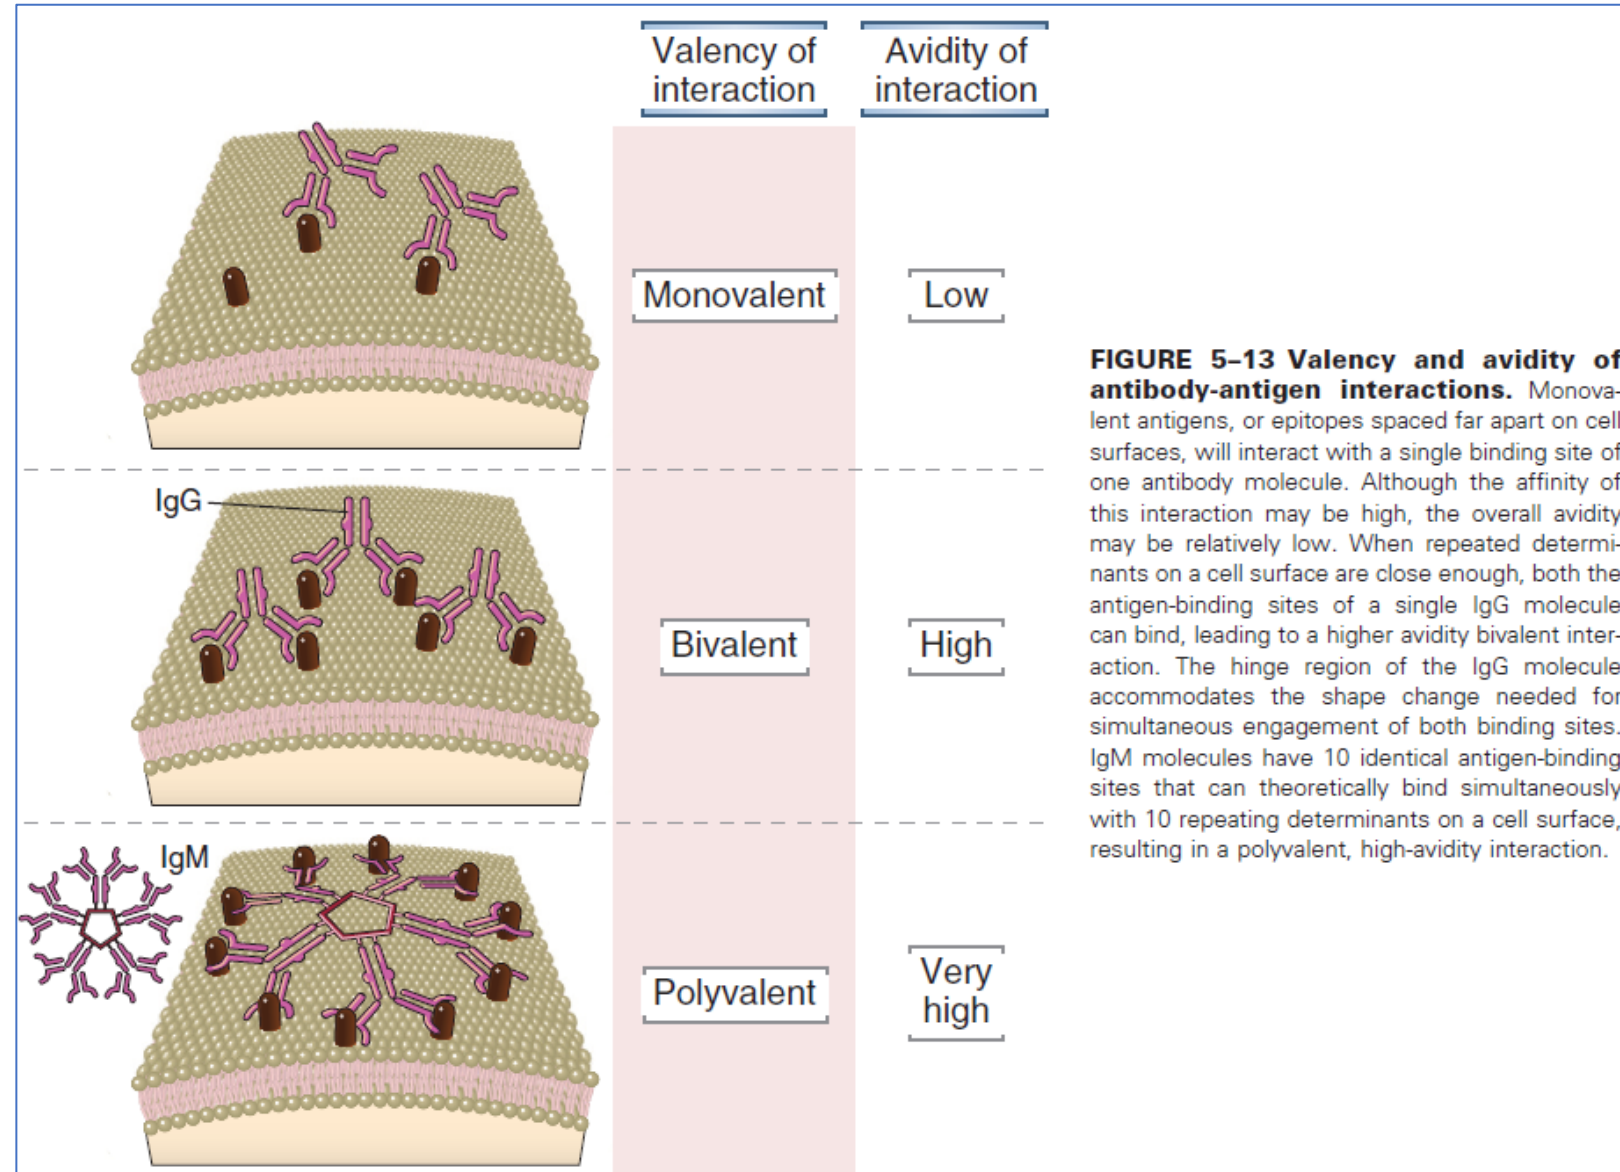 Valency of
interaction
Avidity of
interaction
Monovalent
Low
IgG
Bivalent
High
IgM
Polyvalent
Very
high
FIGURE 5–13 Valency and avidity of
antibody-antigen interactions. Monova-
lent antigens, or epitopes spaced far apart on cell
surfaces, will interact with a single binding site of
one antibody molecule. Although the affinity of
this interaction may be high, the overall avidity
may be relatively low. When repeated determi-
nants on a cell surface are close enough, both the
antigen-binding sites of a single IgG molecule
can bind, leading to a higher avidity bivalent inter-
action. The hinge region of the IgG molecule
accommodates the shape change needed for
simultaneous engagement of both binding sites.
IgM molecules have 10 identical antigen-binding
sites that can theoretically bind simultaneously
with 10 repeating determinants on a cell surface,
resulting in a polyvalent, high-avidity interaction.